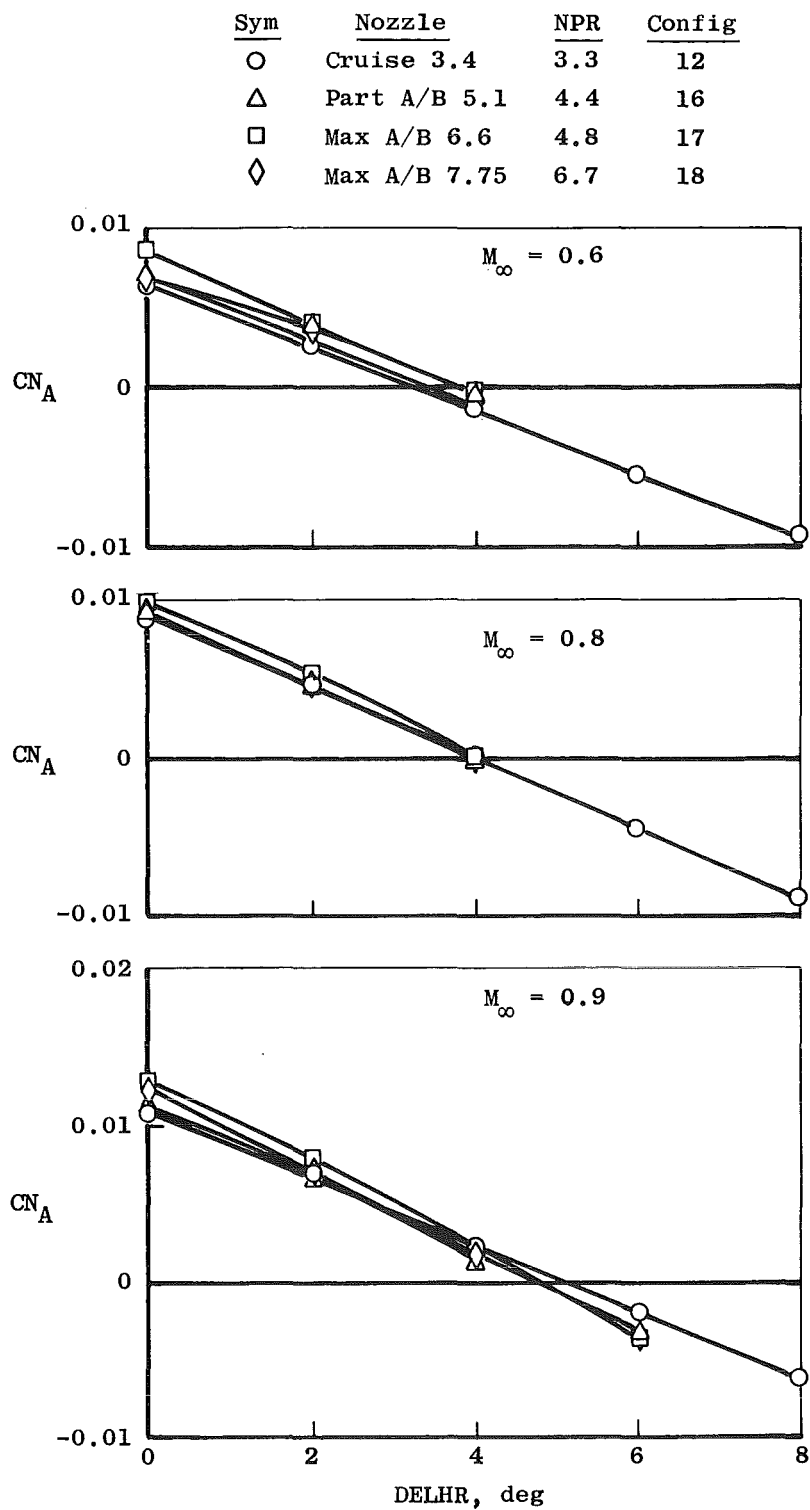 Sym Nozzle NPR Config
Cruise 3.4 3.3 12
Part A/B 5.1 4.4 16
Max A/B 6.6 4.8 17
Max A/B 7.75 6.7 18
0.01
M∞ = 0.6
CN_A
0
-0.01
0.01
M∞ = 0.8
CN_A
0
-0.01
0.02
M∞ = 0.9
0.01
CN_A
0
-0.01
0 2 4 6 8
DELHR, deg